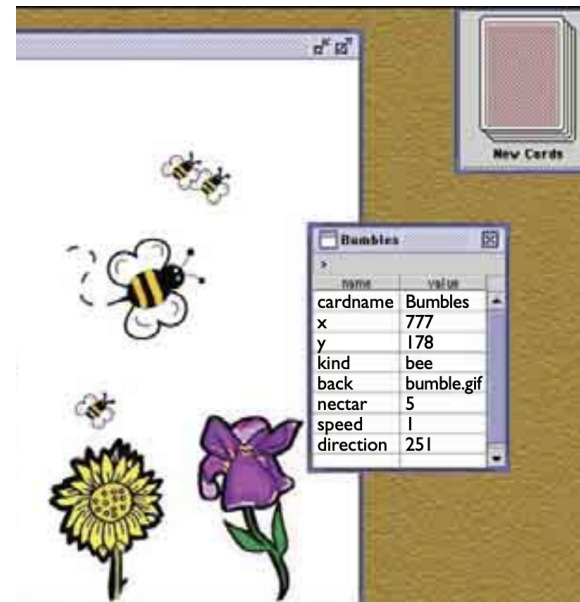 New Cards
Bumbles
name value
cardname Bumbles
x 777
y 178
kind bee
back bumble.gif
nectar 5
speed 1
direction 251